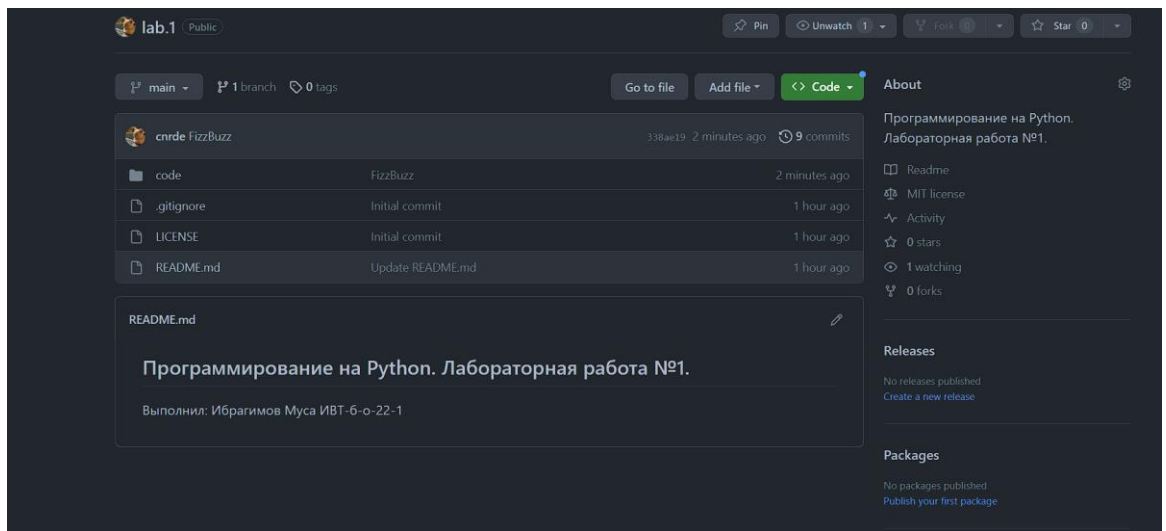 lab.1 Public
Pin Unwatch 1 Fork 0 Star 0
main 1 branch 0 tags Go to file Add file Code
cnrde FizzBuzz 338ae19 2 minutes ago 9 commits
code FizzBuzz 2 minutes ago
.gitignore Initial commit 1 hour ago
LICENSE Initial commit 1 hour ago
README.md Update README.md 1 hour ago
README.md
Программирование на Python. Лабораторная работа №1.
Выполнил: Ибрагимов Муса ИВТ-б-о-22-1
About
Программирование на Python.
Лабораторная работа №1.
Readme
MIT license
Activity
0 stars
1 watching
0 forks
Releases
No releases published
Create a new release
Packages
No packages published
Publish your first package